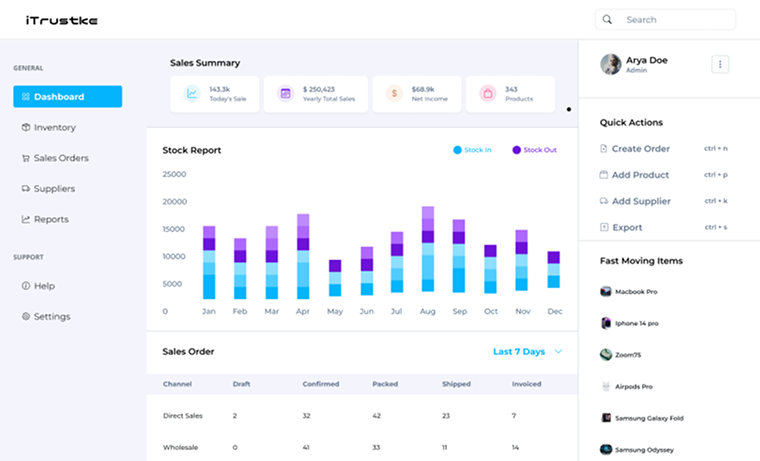 iTrustke
Search
GENERAL
Dashboard
Inventory
Sales Orders
Suppliers
Reports
SUPPORT
Help
Settings
Sales Summary
143.3k
Today's Sale
$ 250,423
Yearly Total Sales
$
$68.9k
Net Income
343
Products
Stock Report
Stock In
Stock Out
25000
20000
15000
10000
5000
0
Jan Feb Mar Apr May Jun Jul Aug Sep Oct Nov Dec
Sales Order
Last 7 Days
Channel Draft Confirmed Packed Shipped Invoiced
Direct Sales 2 32 42 23 7
Wholesale 0 41 33 11 14
Arya Doe
Admin
Quick Actions
Create Order ctrl + n
Add Product ctrl + p
Add Supplier ctrl + k
Export ctrl + s
Fast Moving Items
Macbook Pro
Iphone 14 pro
Zoom75
Airpods Pro
Samsung Galaxy Fold
Samsung Odyssey